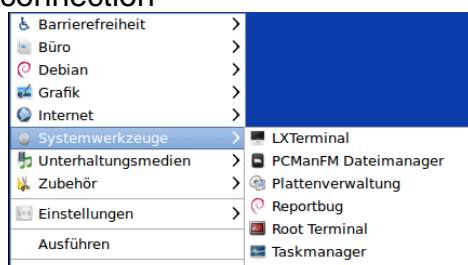 connection
Barrierefreiheit
Büro
Debian
Grafik
Internet
Systemwerkzeuge
Unterhaltungsmedien
Zubehör
Einstellungen
Ausführen
LXTerminal
PCManFM Dateimanager
Plattenverwaltung
Reportbug
Root Terminal
Taskmanager